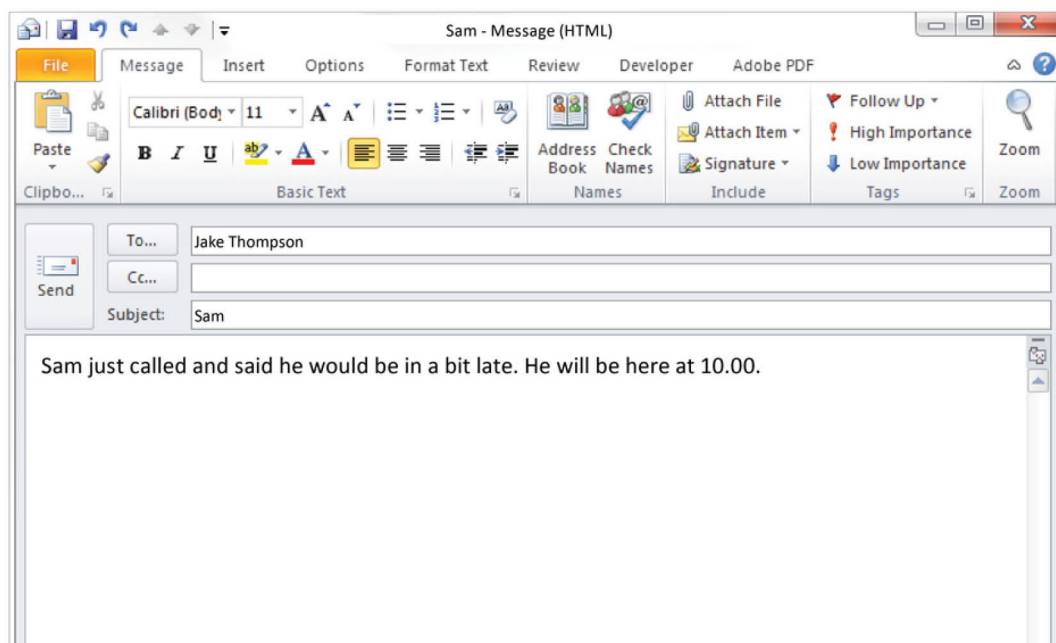 Sam - Message (HTML)
File Message Insert Options Format Text Review Developer Adobe PDF
Paste
Clipbo...
Calibri (Body 11
B I U
Basic Text
Address Book
Check Names
Names
Attach File
Attach Item
Signature
Include
Follow Up
High Importance
Low Importance
Tags
Zoom
Zoom
Send
To... Jake Thompson
Cc...
Subject: Sam
Sam just called and said he would be in a bit late. He will be here at 10.00.